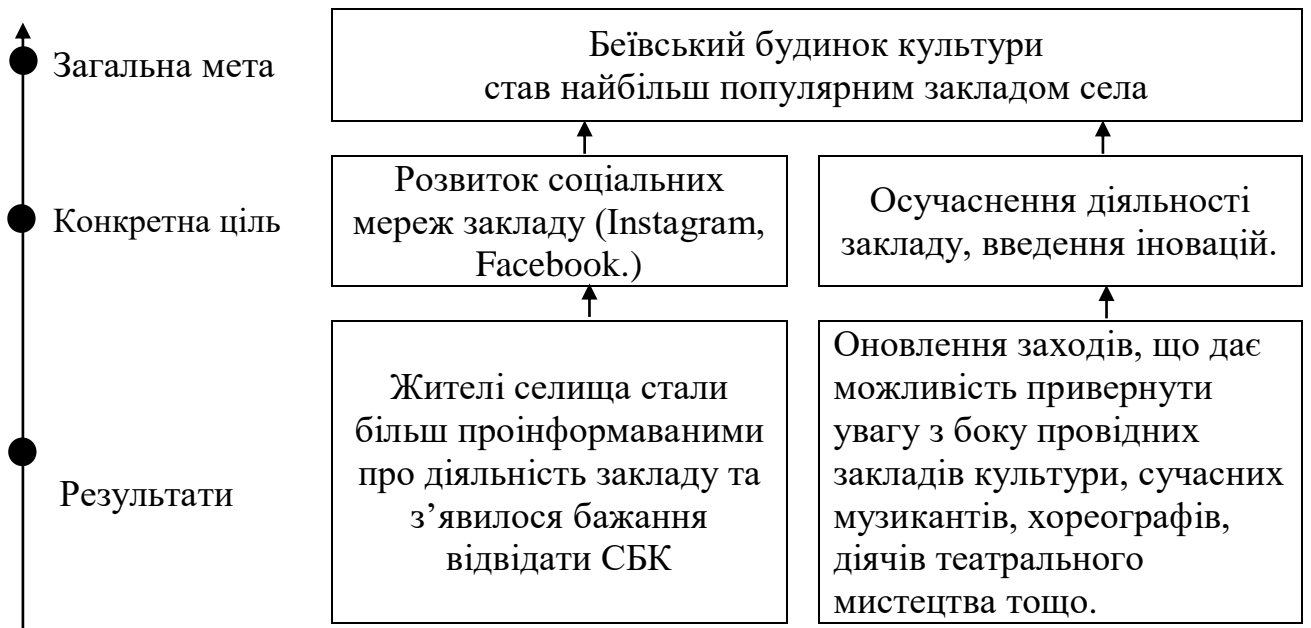 Загальна мета
Беївський будинок культури
став найбільш популярним закладом села
Конкретна ціль
Розвиток соціальних
мереж закладу (Instagram,
Facebook.)
Осучаснення діяльності
закладу, введення іновацій.
Результати
Жителі селища стали
більш проінформаваними
про діяльність закладу та
з’явилося бажання
відвідати СБК
Оновлення заходів, що дає
можливість привернути
увагу з боку провідних
закладів культури, сучасних
музикантів, хореографів,
діячів театрального
мистецтва тощо.